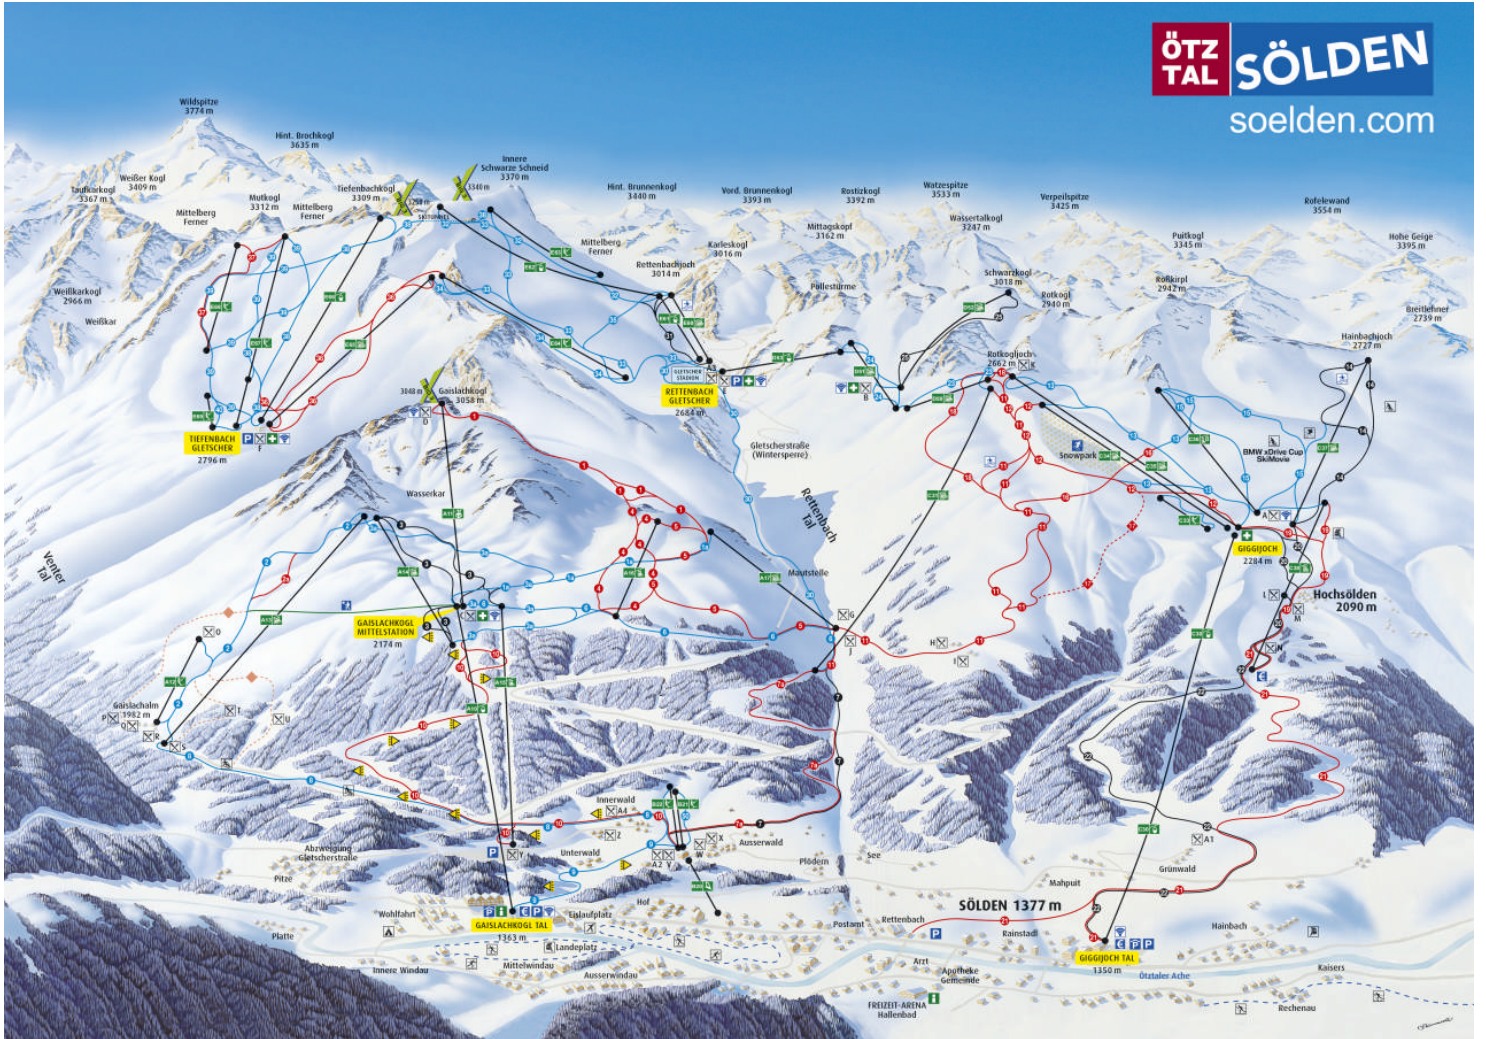 ÖTZ
TAL
SÖLDEN
soelden.com
Wildspitze
3774 m
Hint. Brochkogl
3635 m
Innere
Schwarze Schneid
3370 m
Weißer Kogl
3409 m
Taufkarkogl
3367 m
Mutkogl
3312 m
Mittelberg
Ferner
Mittelberg
Ferner
Tiefenbachkogl
3309 m
3340 m
SKITUNNEL
Hint. Brunnenkogl
3440 m
Vord. Brunnenkogl
3393 m
Rostizkogl
3392 m
Watzespitze
3533 m
Verpeilspitze
3425 m
Rofelewand
3554 m
Wassertalkogl
3247 m
Mittagskopf
3162 m
Puitkogl
3345 m
Hohe Geige
3395 m
Karleskogl
3016 m
Mittelberg
Ferner
Rettenbachjoch
3014 m
Pollestürme
Schwarzkogl
3018 m
Rotkogl
2940 m
Roßkirpl
2942 m
Breitlehner
2739 m
Hainbachjoch
2727 m
Weißkarkogl
2966 m
Weißkar
Rotkogljoch
2662 m
K
GLETSCHER
STADION
RETTENBACH
GLETSCHER
2684 m
E
B
3048 m
Gaislachkogl
3058 m
D
TIEFENBACH
GLETSCHER
2796 m
F
Gletscherstraße
(Wintersperre)
Snowpark
BMW xDrive Cup
SkiMovie
Wasserkar
Rettenbach
Tal
Venter
Tal
Mautstelle
A
GIGGIJOCH
2284 m
Hochsölden
2090 m
L
M
N
GAISLACHKOGL
MITTELSTATION
2174 m
C
G
J
H
I
O
Gaislachalm
1982 m
P
Q
R
S
T
U
Innerwald
A4
Z
Y
X
W
A2
V
Ausserwald
Abzweigung
Gletscherstraße
Pitze
Unterwald
Plödern
See
A1
Grünwald
Mahpuit
Hof
Wohlfahrt
Eislaufplatz
GAISLACHKOGL TAL
1363 m
Postamt
Rettenbach
SÖLDEN 1377 m
Rainstadl
Hainbach
Platte
Landeplatz
Innere Windau
Mittelwindau
Ausserwindau
Arzt
Apotheke
Gemeinde
GIGGIJOCH TAL
1350 m
Ötztaler Ache
Kaisers
FREIZEIT-ARENA
Hallenbad
Rechenau